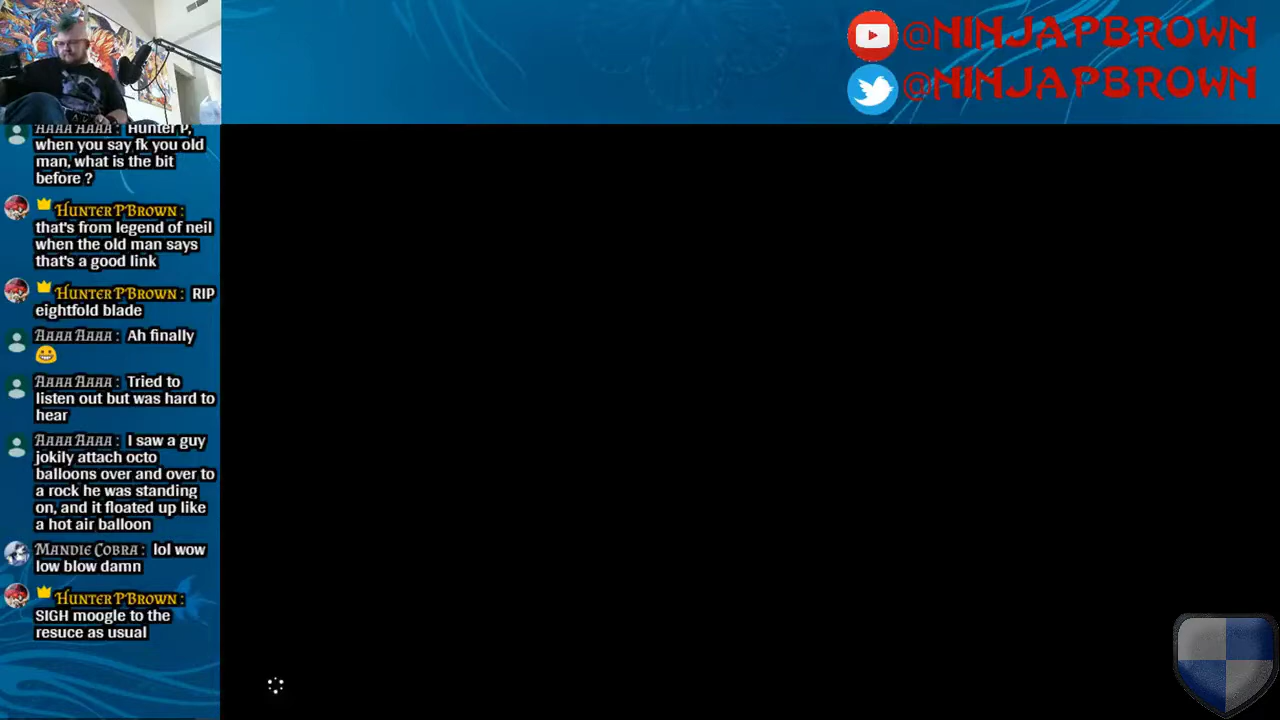 @NINJAPBROWN
@NINJAPBROWN
AAAA AAAA : Hunter P,
when you say fk you old
man, what is the bit
before ?
HUNTER P BROWN :
that's from legend of neil
when the old man says
that's a good link
HUNTER P BROWN : RIP
eightfold blade
AAAA AAAA : Ah finally
AAAA AAAA : Tried to
listen out but was hard to
hear
AAAA AAAA : I saw a guy
jokily attach octo
balloons over and over to
a rock he was standing
on, and it floated up like
a hot air balloon
MANDIE COBRA : lol wow
low blow damn
HUNTER P BROWN :
SIGH moogle to the
resuce as usual